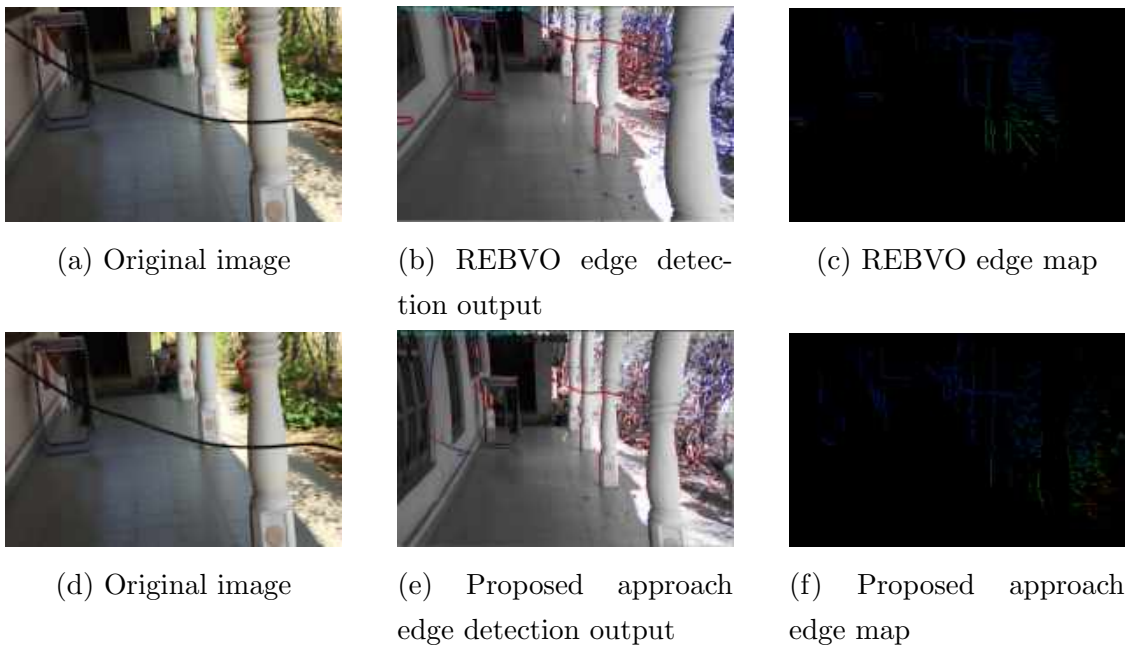 (a) Original image
(b) REBVO edge detec-
tion output
(c) REBVO edge map
(d) Original image
(e) Proposed approach
edge detection output
(f) Proposed approach
edge map